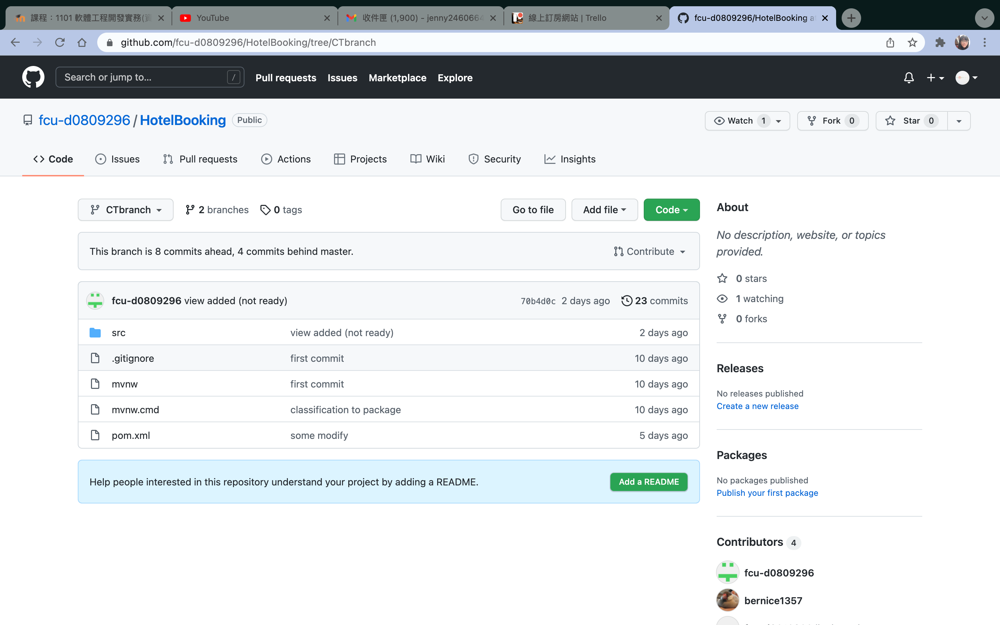 課程：1101 軟體工程開發實務(資
YouTube
收件匣 (1,900) - jenny2460664
線上訂房網站 | Trello
fcu-d0809296/HotelBooking at
github.com/fcu-d0809296/HotelBooking/tree/CTbranch
Search or jump to... /
Pull requests Issues Marketplace Explore
fcu-d0809296 / HotelBooking Public
Watch 1 Fork 0 Star 0
Code Issues Pull requests Actions Projects Wiki Security Insights
CTbranch 2 branches 0 tags Go to file Add file Code
This branch is 8 commits ahead, 4 commits behind master. Contribute
fcu-d0809296 view added (not ready) 70b4d0c 2 days ago 23 commits
src view added (not ready) 2 days ago
.gitignore first commit 10 days ago
mvnw first commit 10 days ago
mvnw.cmd classification to package 10 days ago
pom.xml some modify 5 days ago
Help people interested in this repository understand your project by adding a README. Add a README
About
No description, website, or topics
provided.
0 stars
1 watching
0 forks
Releases
No releases published
Create a new release
Packages
No packages published
Publish your first package
Contributors 4
fcu-d0809296
bernice1357